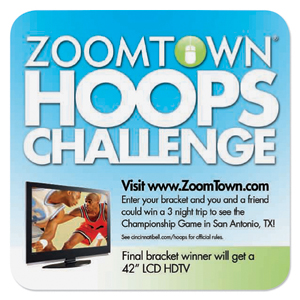 ZOOMTOWN®
HOOPS
CHALLENGE
Visit www.ZoomTown.com
Enter your bracket and you and a friend
could win a 3 night trip to see the
Championship Game in San Antonio, TX!
See cincinnatibell.com/hoops for official rules.
Final bracket winner will get a
42" LCD HDTV